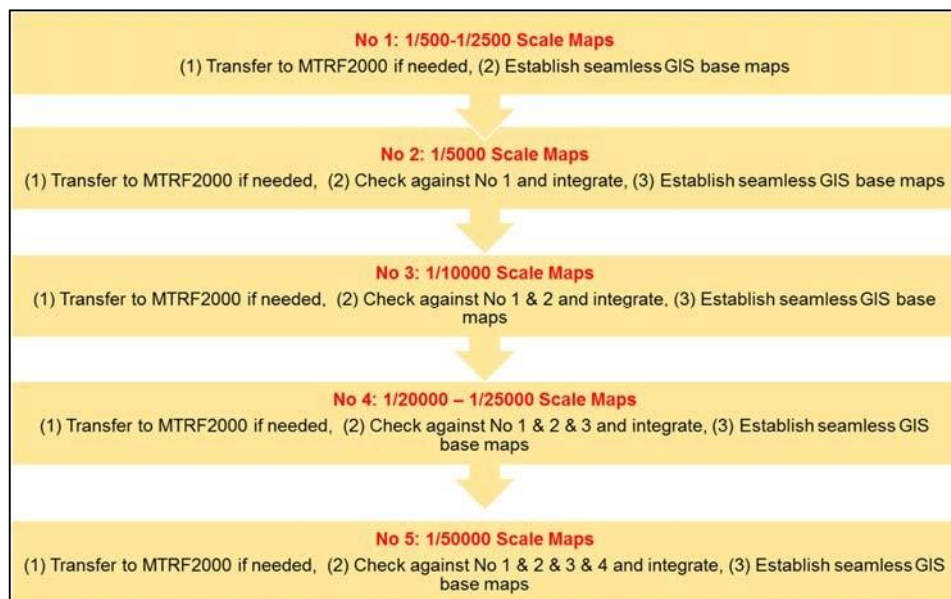 No 1: 1/500-1/2500 Scale Maps
(1) Transfer to MTRF2000 if needed, (2) Establish seamless GIS base maps
No 2: 1/5000 Scale Maps
(1) Transfer to MTRF2000 if needed, (2) Check against No 1 and integrate, (3) Establish seamless GIS base maps
No 3: 1/10000 Scale Maps
(1) Transfer to MTRF2000 if needed, (2) Check against No 1 & 2 and integrate, (3) Establish seamless GIS base
maps
No 4: 1/20000 – 1/25000 Scale Maps
(1) Transfer to MTRF2000 if needed, (2) Check against No 1 & 2 & 3 and integrate, (3) Establish seamless GIS
base maps
No 5: 1/50000 Scale Maps
(1) Transfer to MTRF2000 if needed, (2) Check against No 1 & 2 & 3 & 4 and integrate, (3) Establish seamless GIS
base maps